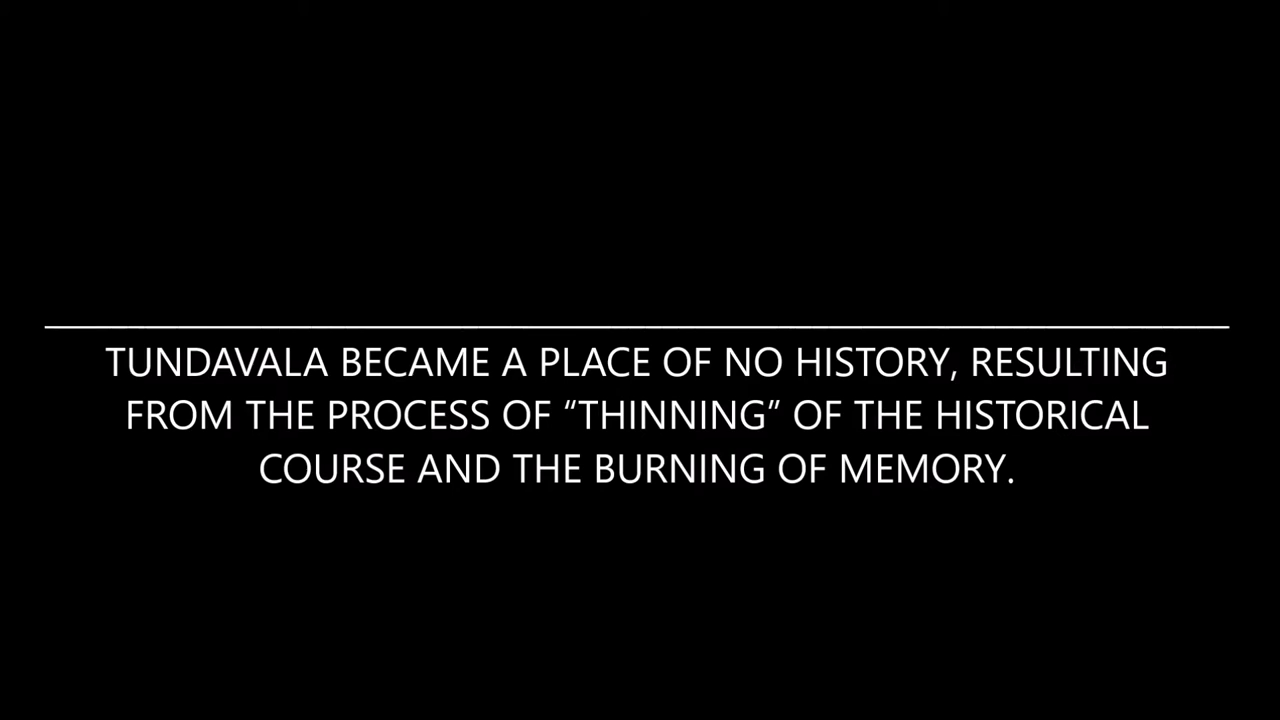 TUNDAVALA BECAME A PLACE OF NO HISTORY, RESULTING
FROM THE PROCESS OF “THINNING” OF THE HISTORICAL
COURSE AND THE BURNING OF MEMORY.